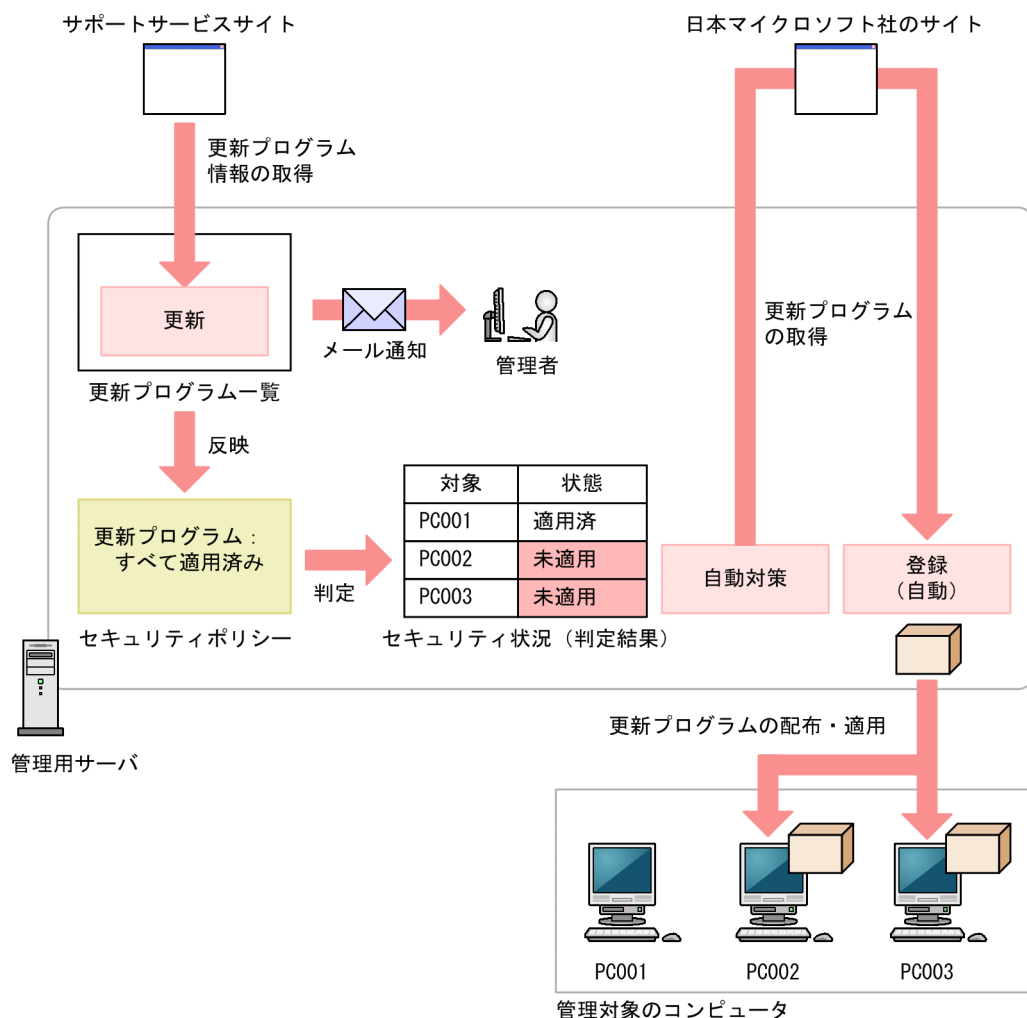 サポートサービスサイト
日本マイクロソフト社のサイト
更新プログラム
情報の取得
更新
メール通知
管理者
更新プログラム
の取得
更新プログラム一覧
反映
更新プログラム：
すべて適用済み
判定
対象 状態
PC001 適用済
PC002 未適用
PC003 未適用
自動対策
登録
（自動）
セキュリティポリシー
セキュリティ状況（判定結果）
管理用サーバ
更新プログラムの配布・適用
PC001
PC002
PC003
管理対象のコンピュータ